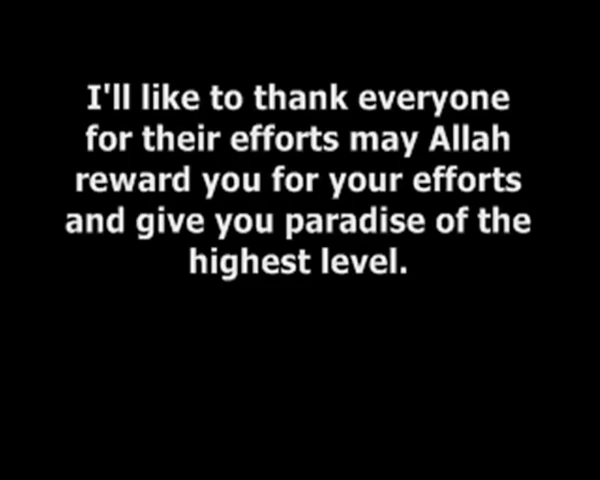 I'll like to thank everyone
for their efforts may Allah
reward you for your efforts
and give you paradise of the
highest level.